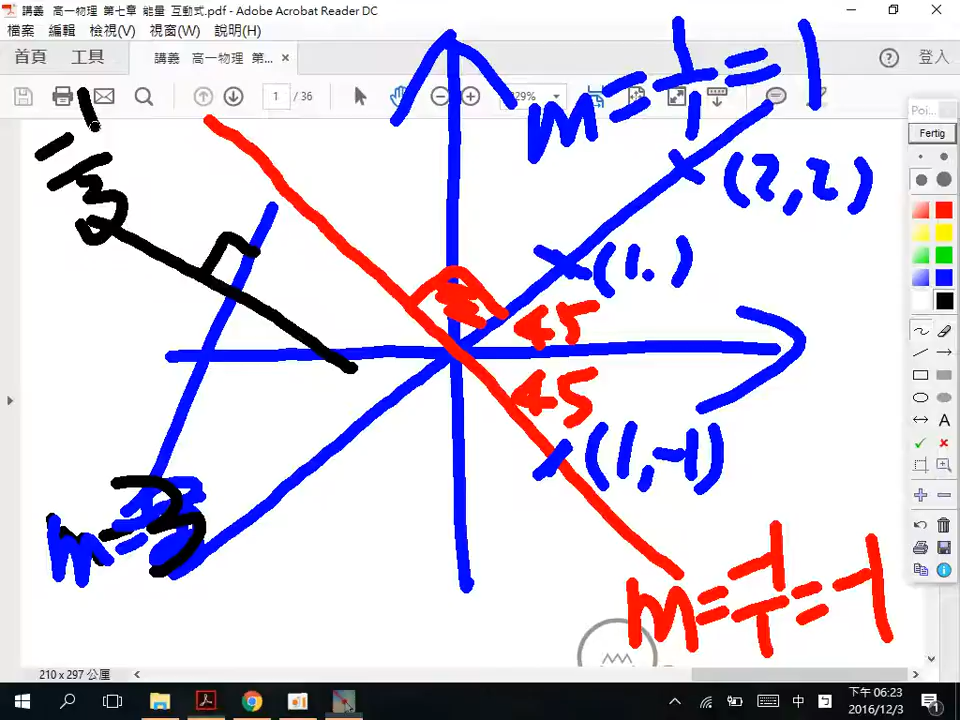 講義 高一物理 第七章 能量 互動式.pdf - Adobe Acrobat Reader DC
檔案 編輯 檢視(V) 視窗(W) 說明(H)
首頁 工具 講義 高一物理 第... × 登入
1 / 36
Poi...
Fertig
m = 1/1 = 1
(2,2)
(1.)
45
45
(1,-1)
-1/3
m = 3
m = -1/1 = -1
A
210 x 297 公厘
中
下午 06:23
2016/12/3